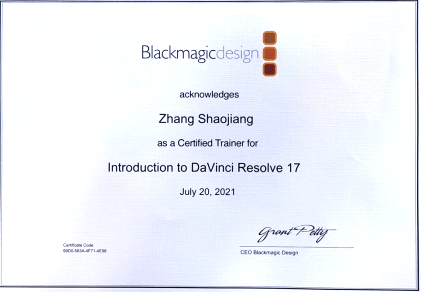 Blackmagicdesign
acknowledges
Zhang Shaojiang
as a Certified Trainer for
Introduction to DaVinci Resolve 17
July 20, 2021
Grant Petty
Certificate Code
CEO Blackmagic Design